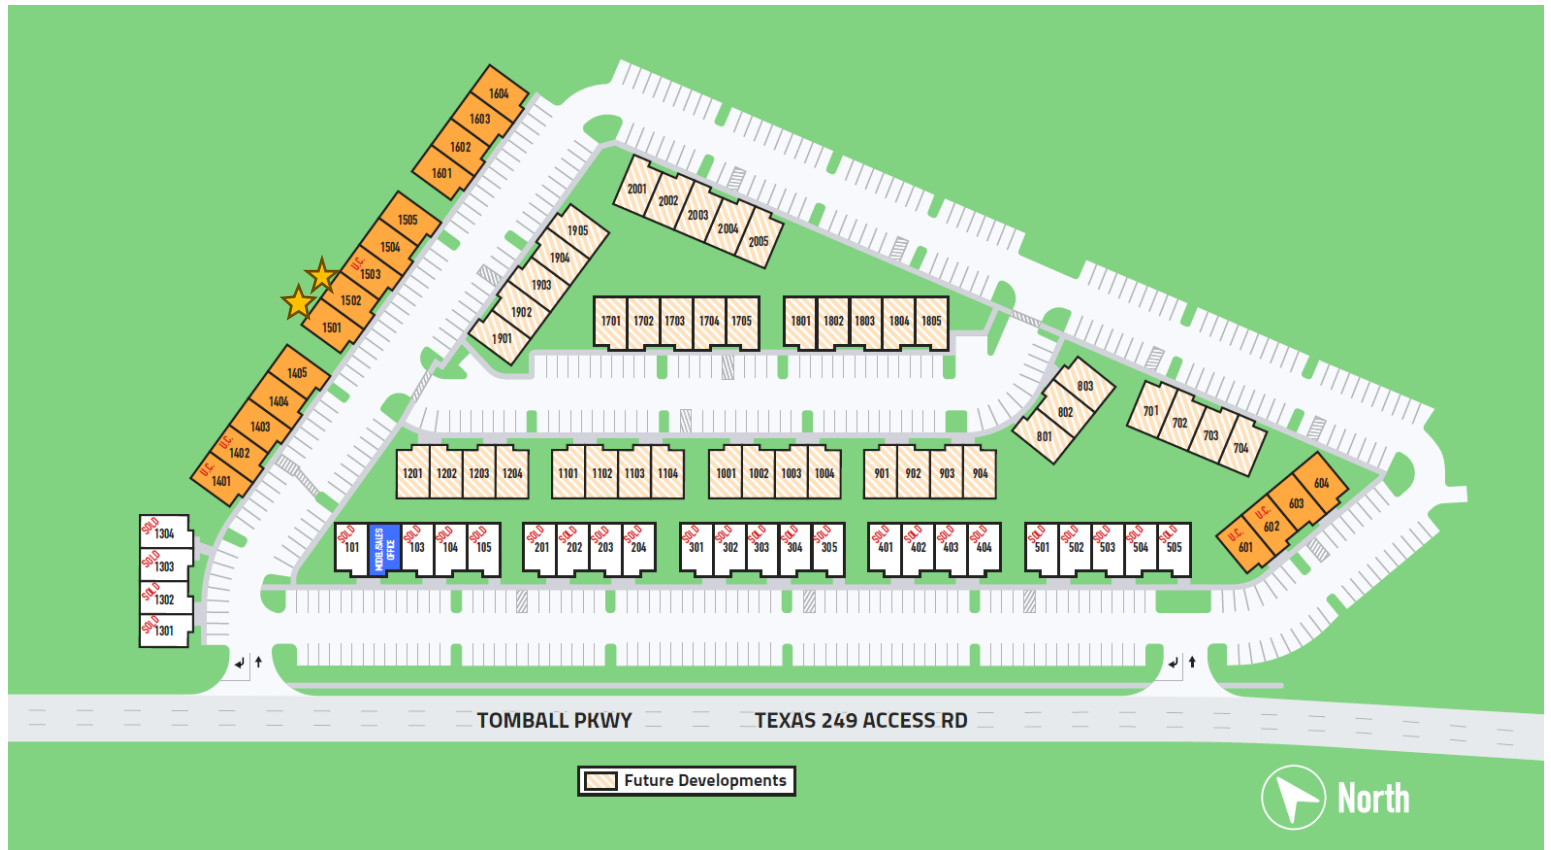 1604
1603
1602
1601
1505
1504
U.C.
1503
1502
1501
1405
1404
1403
U.C.
1402
U.C.
1401
SOLD
1304
SOLD
1303
SOLD
1302
SOLD
1301
2001
2002
2003
2004
2005
1905
1904
1903
1902
1901
1701 1702 1703 1704 1705
1801 1802 1803 1804 1805
803
802
801
701
702
703
704
604
603
U.C.
602
U.C.
601
1201 1202 1203 1204
1101 1102 1103 1104
1001 1002 1003 1004
901 902 903 904
SOLD
101
MODEL/SALES
OFFICE
SOLD
103
SOLD
104
SOLD
105
SOLD
201
SOLD
202
SOLD
203
SOLD
204
SOLD
301
SOLD
302
SOLD
303
SOLD
304
SOLD
305
SOLD
401
SOLD
402
SOLD
403
SOLD
404
SOLD
501
SOLD
502
SOLD
503
SOLD
504
SOLD
505
TOMBALL PKWY
TEXAS 249 ACCESS RD
Future Developments
North